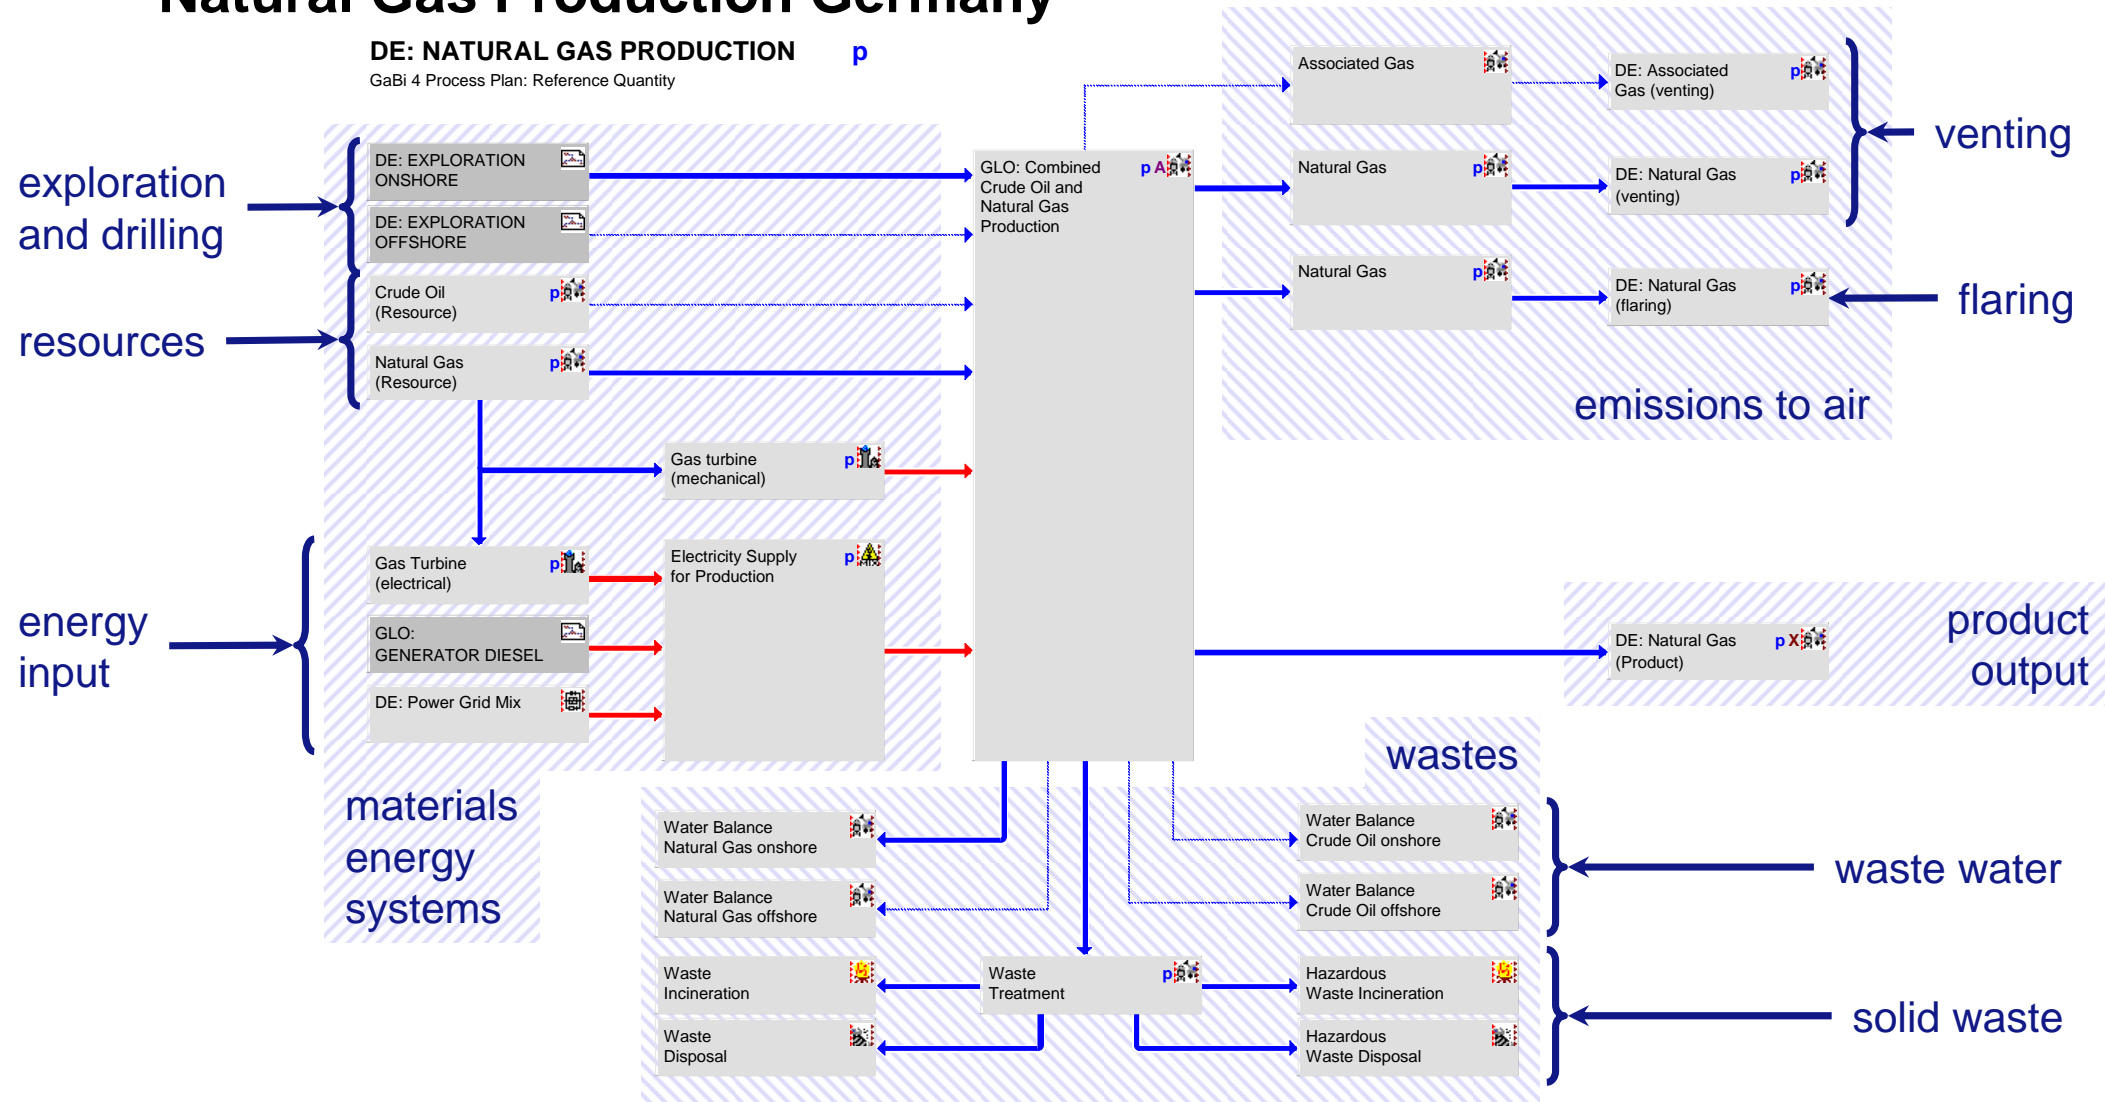 Natural Gas Production Germany
DE: NATURAL GAS PRODUCTION p
GaBi 4 Process Plan: Reference Quantity
exploration
and drilling
resources
energy
input
DE: EXPLORATION
ONSHORE
DE: EXPLORATION
OFFSHORE
Crude Oil
(Resource)
p
Natural Gas
(Resource)
p
Gas turbine
(mechanical)
p
Gas Turbine
(electrical)
p
GLO:
GENERATOR DIESEL
DE: Power Grid Mix
Electricity Supply
for Production
p
MIX
materials
energy
systems
GLO: Combined
Crude Oil and
Natural Gas
Production
p A
Associated Gas
DE: Associated
Gas (venting)
p
Natural Gas
p
DE: Natural Gas
(venting)
p
Natural Gas
p
DE: Natural Gas
(flaring)
p
emissions to air
venting
flaring
DE: Natural Gas
(Product)
p X
product
output
wastes
Water Balance
Natural Gas onshore
Water Balance
Natural Gas offshore
Water Balance
Crude Oil onshore
Water Balance
Crude Oil offshore
waste water
Waste
Incineration
Waste
Treatment
p
Hazardous
Waste Incineration
Waste
Disposal
Hazardous
Waste Disposal
solid waste